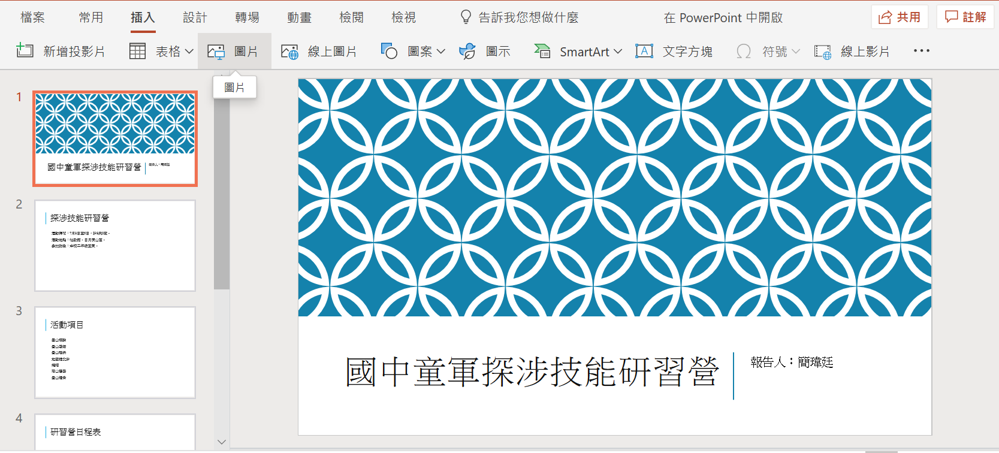 檔案 常用 插入 設計 轉場 動畫 檢閱 檢視 告訴我您想做什麼 在 PowerPoint 中開啟 共用 註解
新增投影片 表格 圖片 線上圖片 圖案 圖示 SmartArt 文字方塊 符號 線上影片 ···
圖片
1
國中童軍探涉技能研習營
2
探涉技能研習營
3
活動項目
4
研習營日程表
國中童軍探涉技能研習營
報告人：簡瑋廷